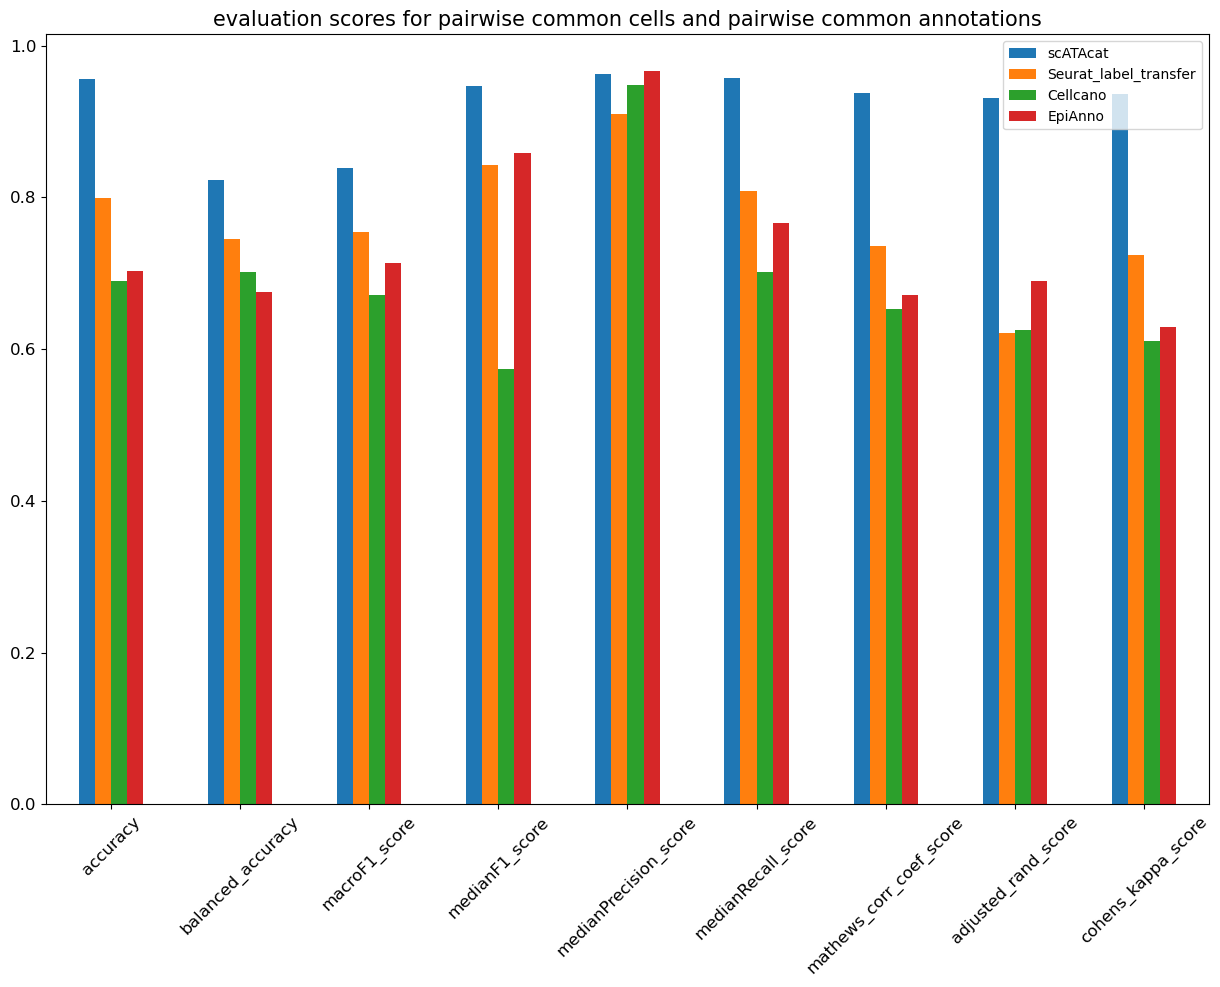 evaluation scores for pairwise common cells and pairwise common annotations
scATAcat
Seurat_label_transfer
Cellcano
EpiAnno
1.0
0.8
0.6
0.4
0.2
0.0
accuracy
balanced_accuracy
macroF1_score
medianF1_score
medianPrecision_score
medianRecall_score
mathews_corr_coef_score
adjusted_rand_score
cohens_kappa_score